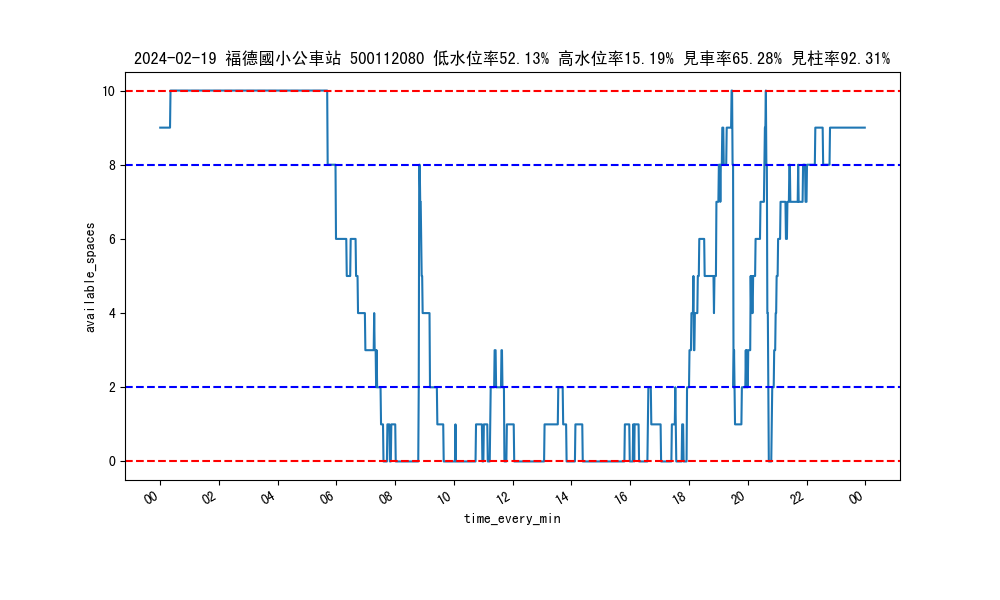 2024-02-19 福德國小公車站 500112080 低水位率52.13% 高水位率15.19% 見車率65.28% 見柱率92.31%
10
8
6
4
2
0
available_spaces
00 02 04 06 08 10 12 14 16 18 20 22 00
time_every_min